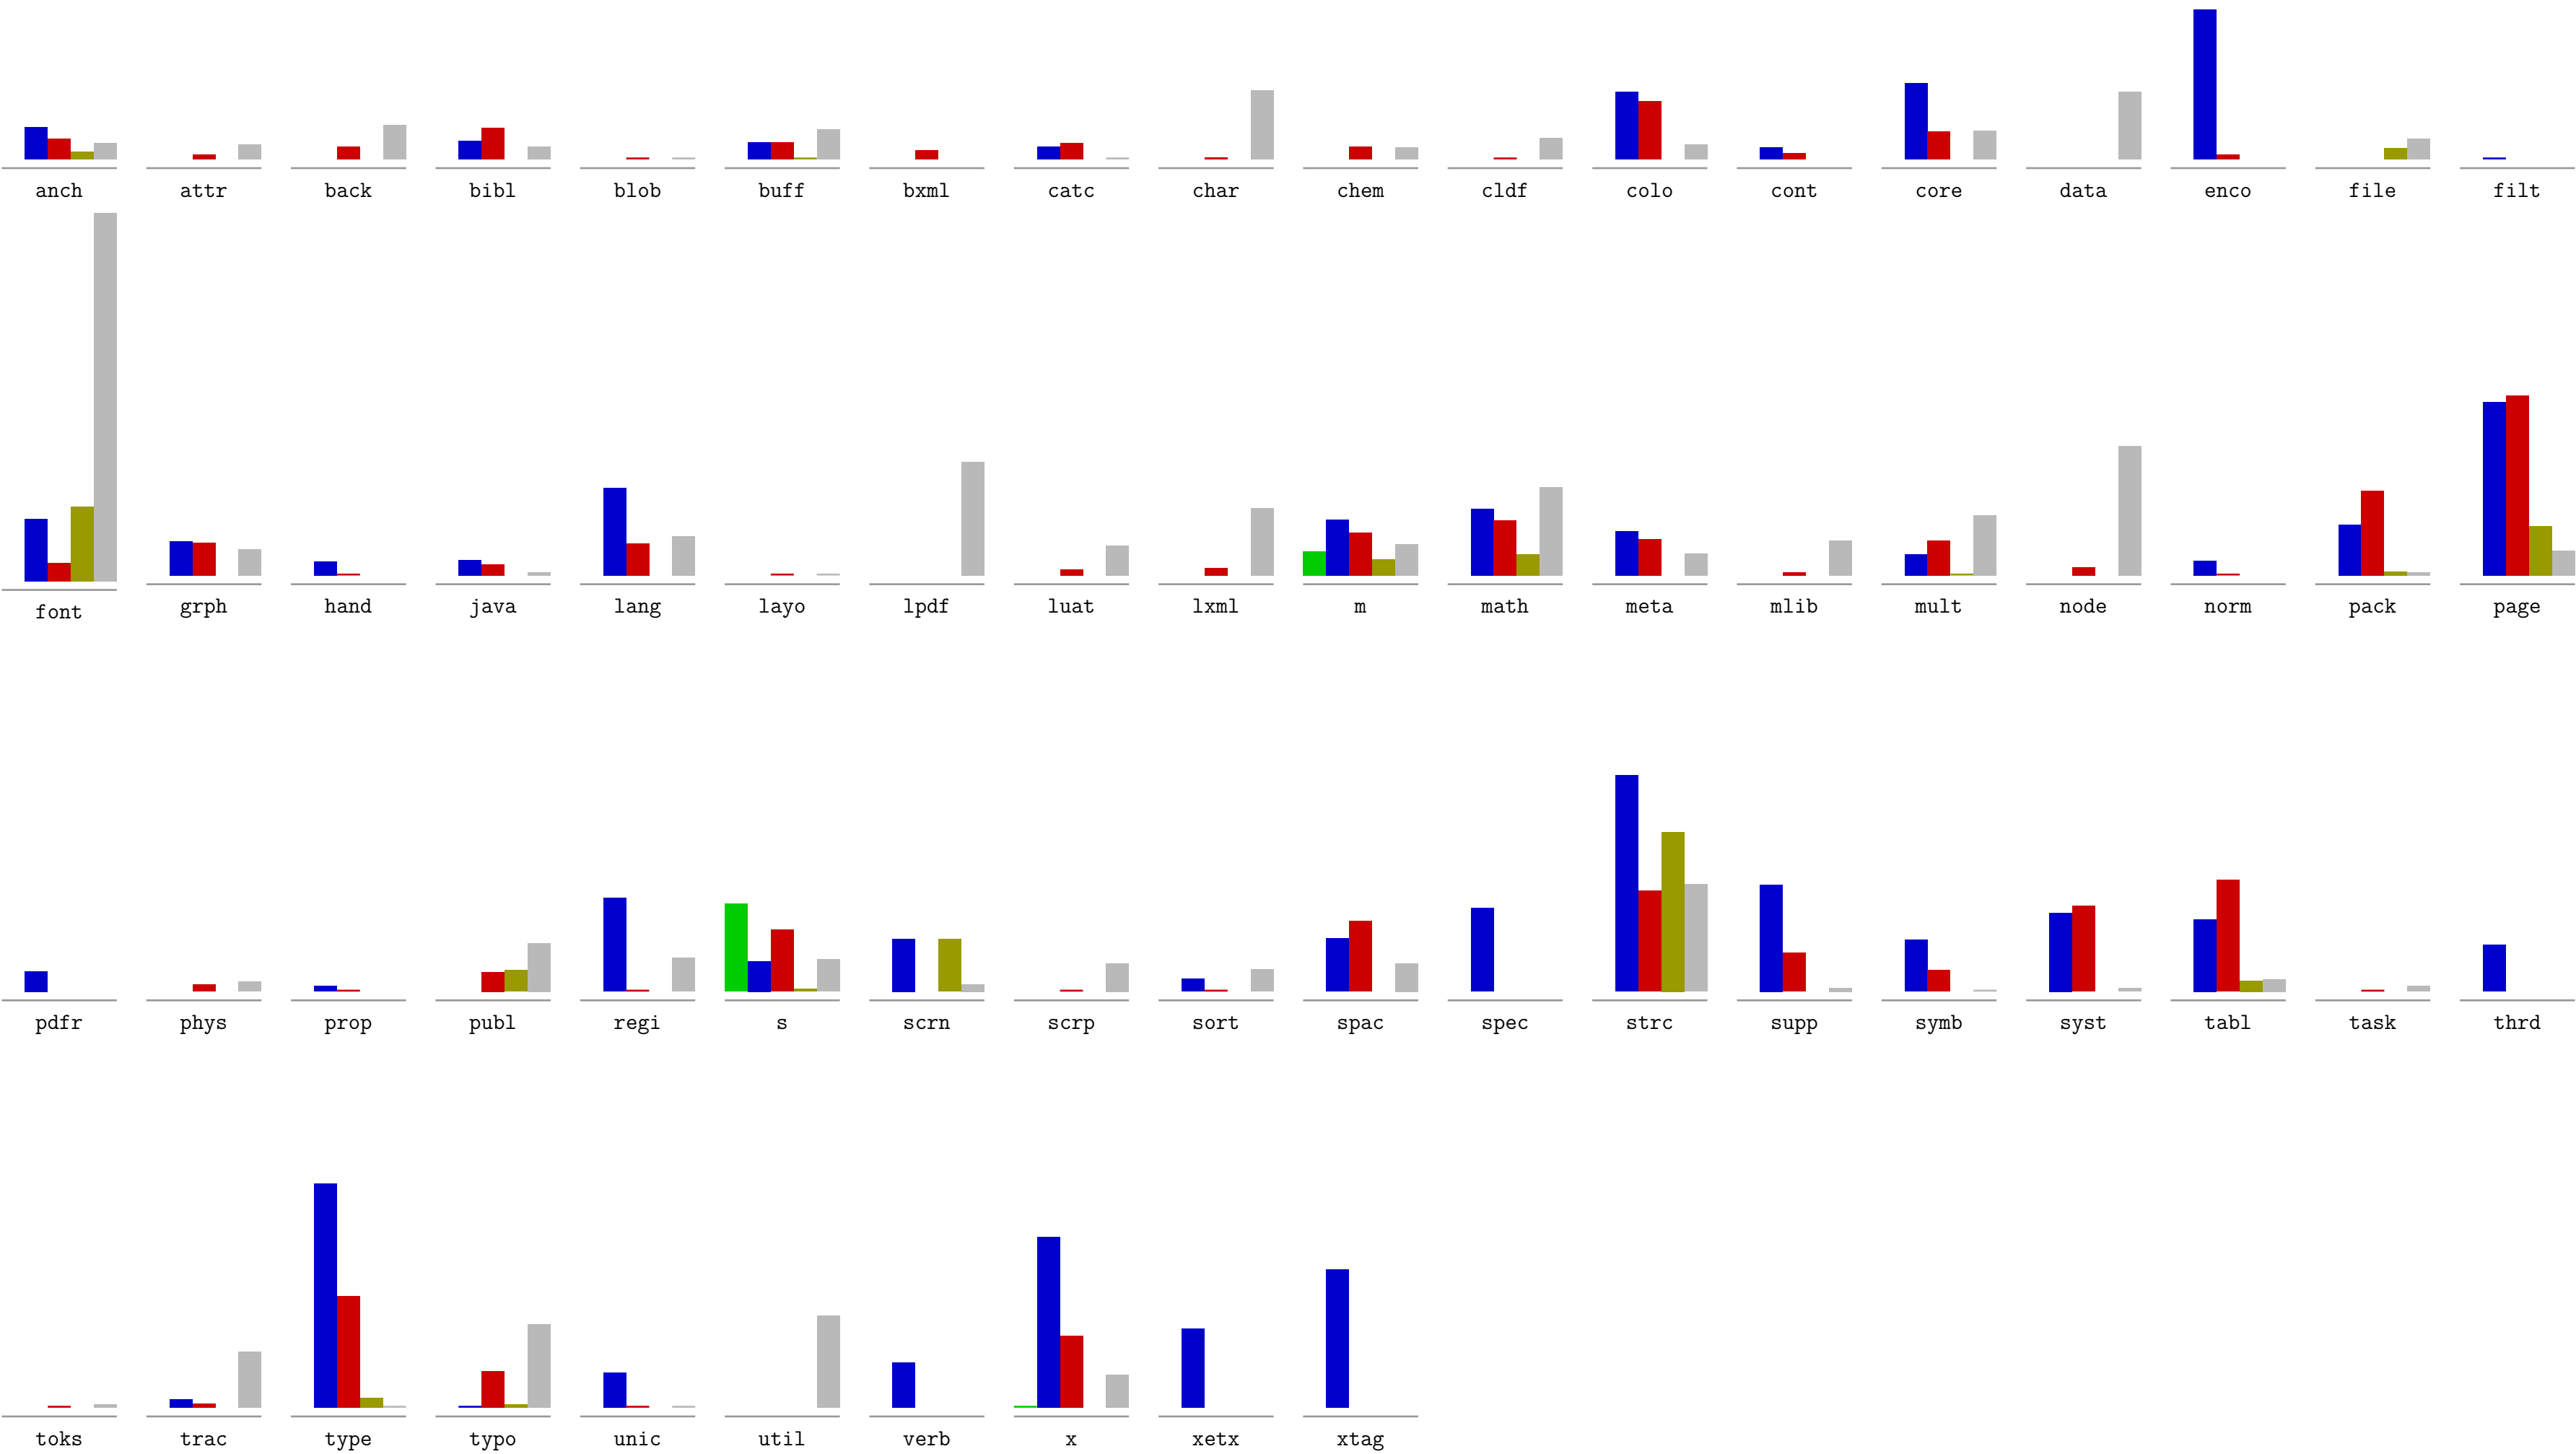 anch attr back bibl blob buff bxml catc char chem cldf colo cont core data enco file filt
font grph hand java lang layo lpdf luat lxml m math meta mlib mult node norm pack page
pdfr phys prop publ regi s scrn scrp sort spac spec strc supp symb syst tabl task thrd
toks trac type typo unic util verb x xetx xtag